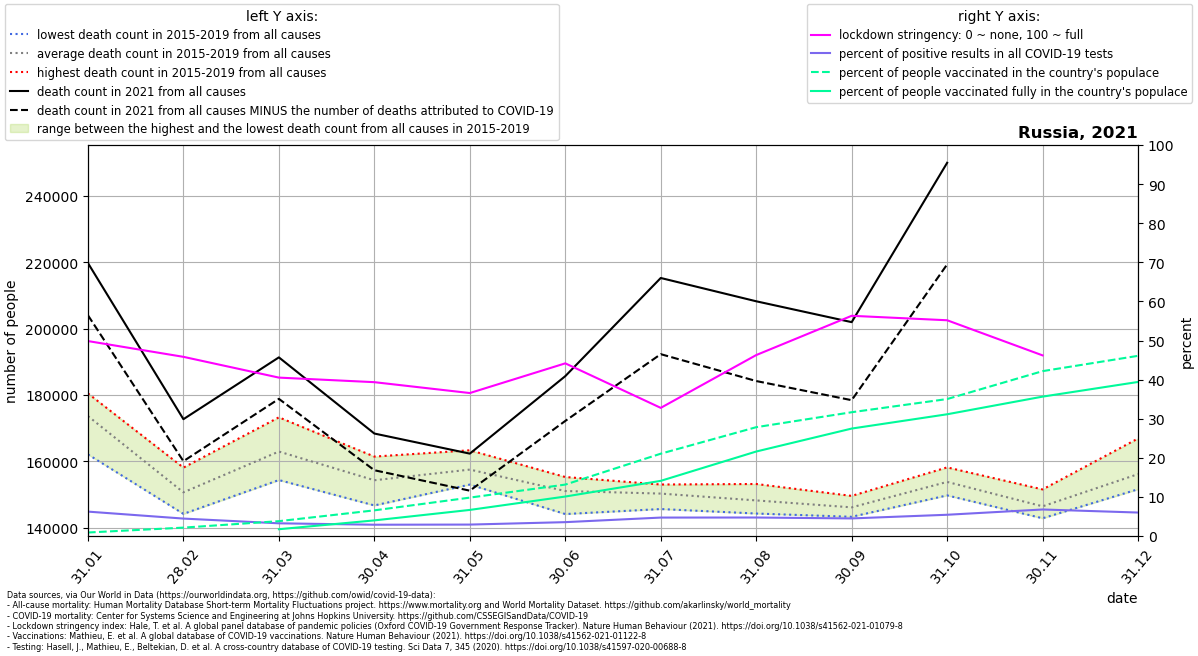 left Y axis:
lowest death count in 2015-2019 from all causes
average death count in 2015-2019 from all causes
highest death count in 2015-2019 from all causes
death count in 2021 from all causes
death count in 2021 from all causes MINUS the number of deaths attributed to COVID-19
range between the highest and the lowest death count from all causes in 2015-2019
right Y axis:
lockdown stringency: 0 ~ none, 100 ~ full
percent of positive results in all COVID-19 tests
percent of people vaccinated in the country's populace
percent of people vaccinated fully in the country's populace
Russia, 2021
number of people
240000
220000
200000
180000
160000
140000
100
90
80
70
60
50
40
30
20
10
0
percent
31.01
28.02
31.03
30.04
31.05
30.06
31.07
31.08
30.09
31.10
30.11
31.12
date
Data sources, via Our World in Data (https://ourworldindata.org, https://github.com/owid/covid-19-data):
- All-cause mortality: Human Mortality Database Short-term Mortality Fluctuations project. https://www.mortality.org and World Mortality Dataset. https://github.com/akarlinsky/world_mortality
- COVID-19 mortality: Center for Systems Science and Engineering at Johns Hopkins University. https://github.com/CSSEGISandData/COVID-19
- Lockdown stringency index: Hale, T. et al. A global panel database of pandemic policies (Oxford COVID-19 Government Response Tracker). Nature Human Behaviour (2021). https://doi.org/10.1038/s41562-021-01079-8
- Vaccinations: Mathieu, E. et al. A global database of COVID-19 vaccinations. Nature Human Behaviour (2021). https://doi.org/10.1038/s41562-021-01122-8
- Testing: Hasell, J., Mathieu, E., Beltekian, D. et al. A cross-country database of COVID-19 testing. Sci Data 7, 345 (2020). https://doi.org/10.1038/s41597-020-00688-8